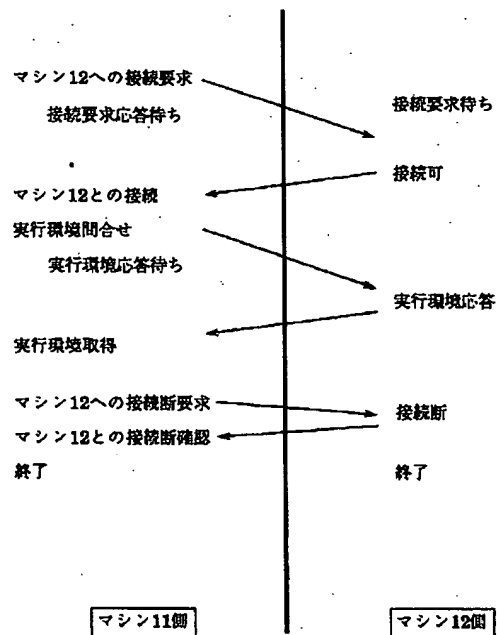 マシン12への接続要求
接続要求応答待ち
接続要求待ち
接続可
マシン12との接続
実行環境問合せ
実行環境応答待ち
実行環境応答
実行環境取得
マシン12への接続断要求
接続断
マシン12との接続断確認
終了
終了
マシン11側
マシン12側